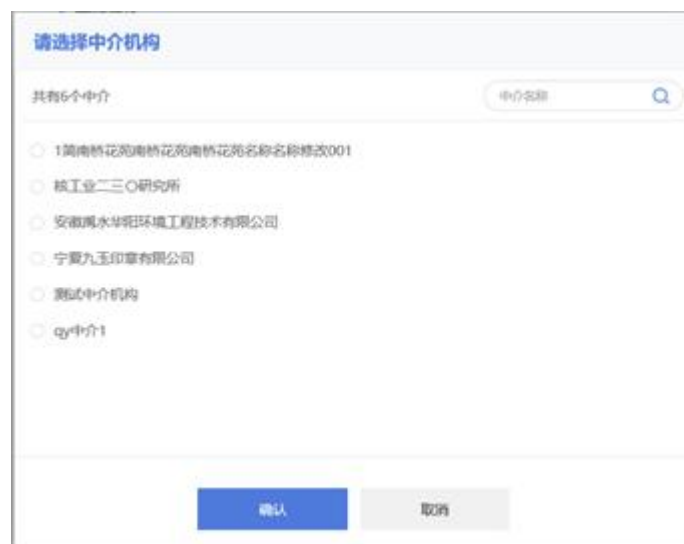 请选择中介机构
共有6个中介
中介名称
1简南桥花苑南桥花苑南桥花苑名称名称修改001
核工业二三〇研究所
安徽禹水华阳环境工程技术有限公司
宁夏九玉印章有限公司
测试中介机构
qy中介1
确认
取消